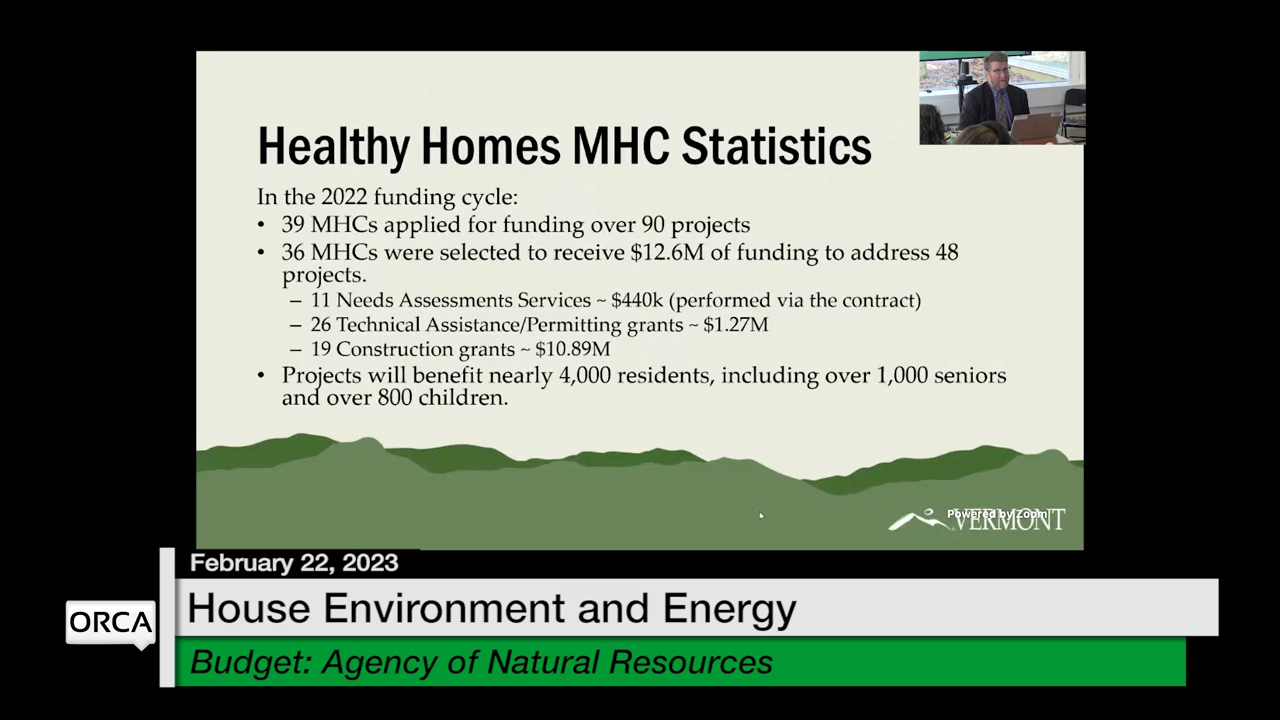 Healthy Homes MHC Statistics
In the 2022 funding cycle:
• 39 MHCs applied for funding over 90 projects
• 36 MHCs were selected to receive $12.6M of funding to address 48
projects.
– 11 Needs Assessments Services ~ $440k (performed via the contract)
– 26 Technical Assistance/Permitting grants ~ $1.27M
– 19 Construction grants ~ $10.89M
• Projects will benefit nearly 4,000 residents, including over 1,000 seniors
and over 800 children.
Powered by Zoom
VERMONT
February 22, 2023
House Environment and Energy
ORCA
Budget: Agency of Natural Resources